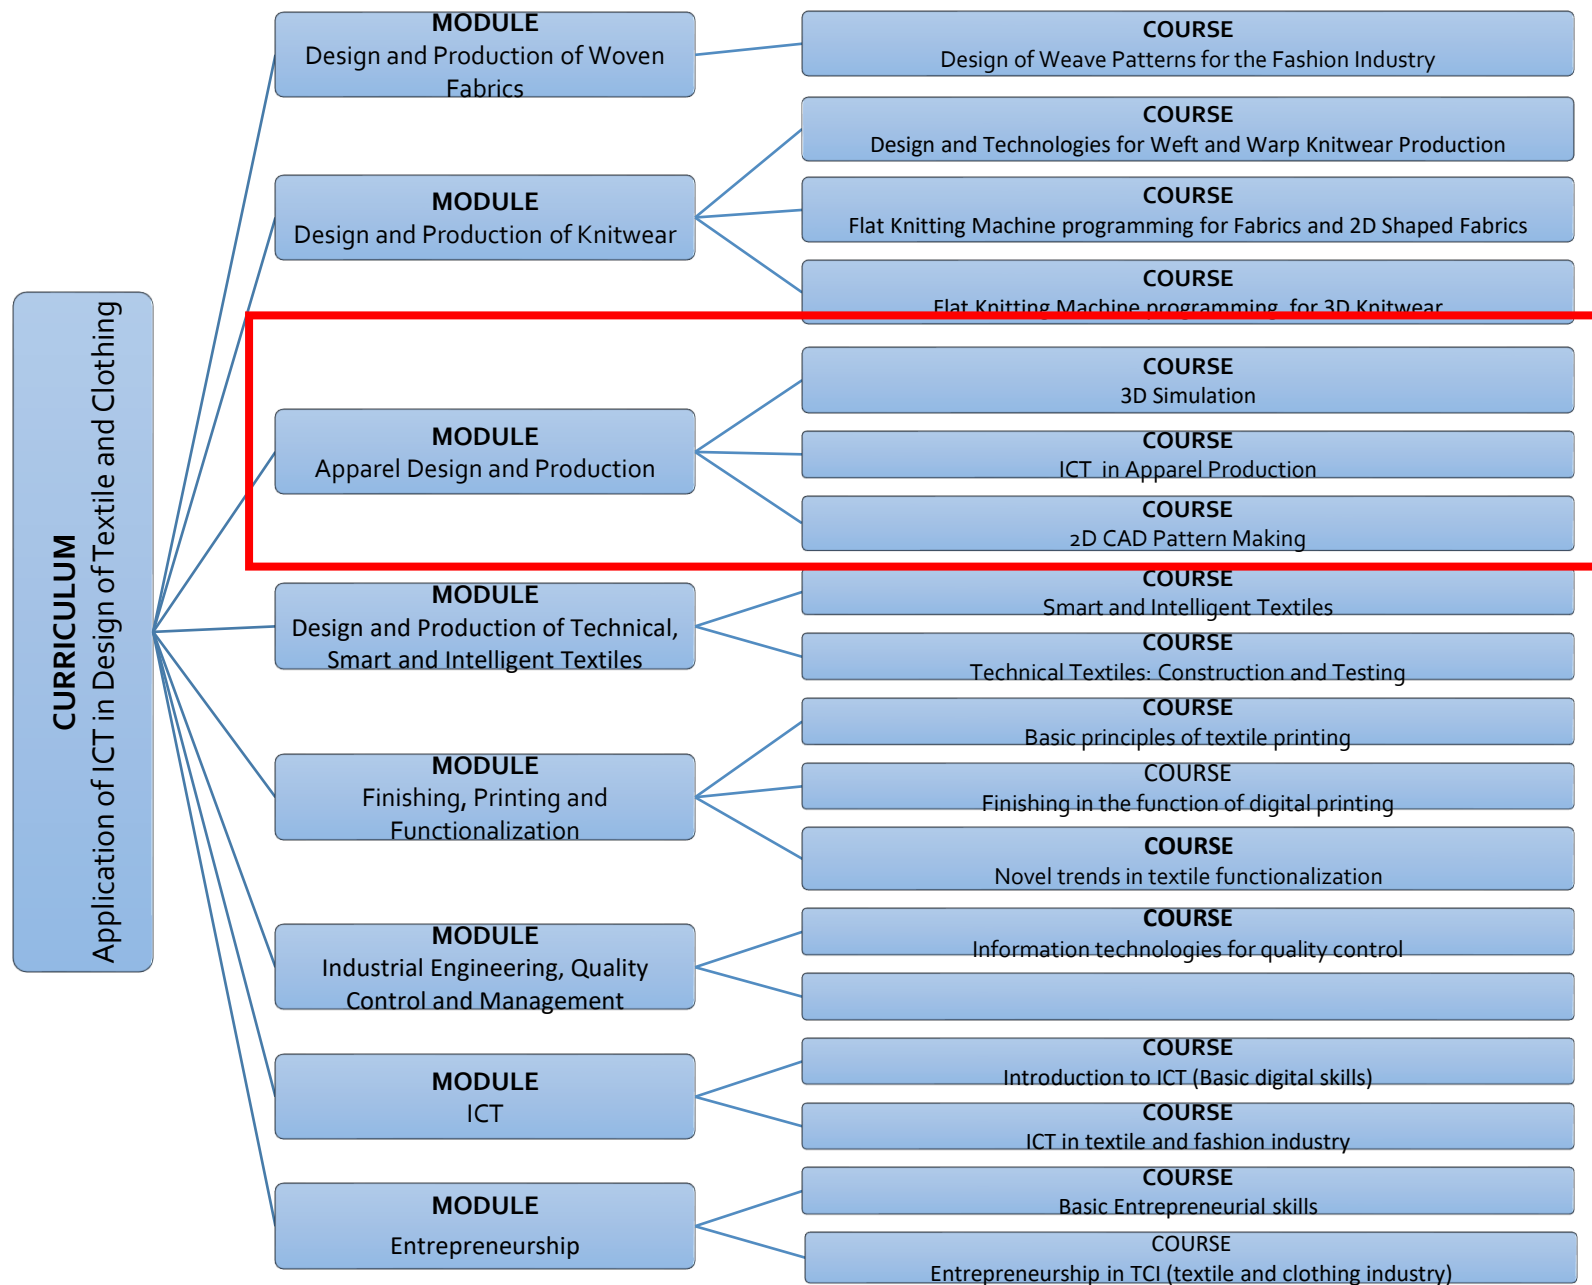 CURRICULUM
Application of ICT in Design of Textile and Clothing
MODULE
Design and Production of Woven
Fabrics
COURSE
Design of Weave Patterns for the Fashion Industry
MODULE
Design and Production of Knitwear
COURSE
Design and Technologies for Weft and Warp Knitwear Production
COURSE
Flat Knitting Machine programming for Fabrics and 2D Shaped Fabrics
COURSE
Flat Knitting Machine programming for 3D Knitwear
MODULE
Apparel Design and Production
COURSE
3D Simulation
COURSE
ICT in Apparel Production
COURSE
2D CAD Pattern Making
MODULE
Design and Production of Technical,
Smart and Intelligent Textiles
COURSE
Smart and Intelligent Textiles
COURSE
Technical Textiles: Construction and Testing
MODULE
Finishing, Printing and
Functionalization
COURSE
Basic principles of textile printing
COURSE
Finishing in the function of digital printing
COURSE
Novel trends in textile functionalization
MODULE
Industrial Engineering, Quality
Control and Management
COURSE
Information technologies for quality control
MODULE
ICT
COURSE
Introduction to ICT (Basic digital skills)
COURSE
ICT in textile and fashion industry
MODULE
Entrepreneurship
COURSE
Basic Entrepreneurial skills
COURSE
Entrepreneurship in TCI (textile and clothing industry)